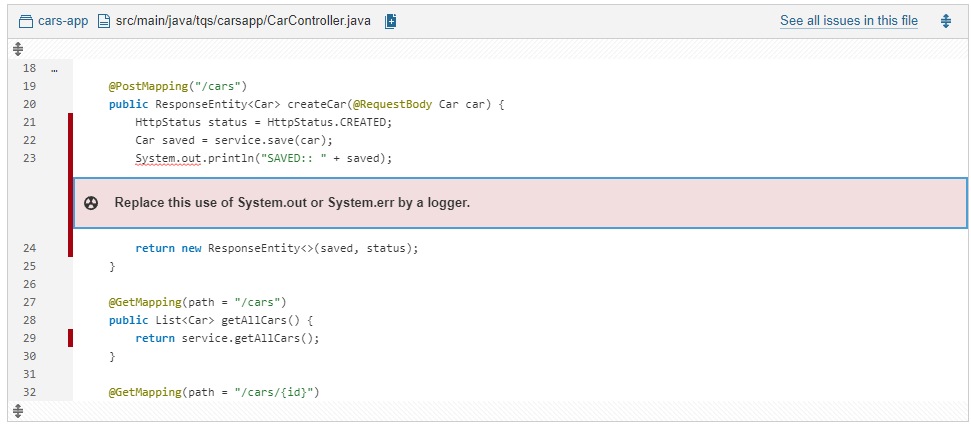 cars-app src/main/java/tqs/carsapp/CarController.java See all issues in this file
18 …
19 @PostMapping("/cars")
20 public ResponseEntity<Car> createCar(@RequestBody Car car) {
21 HttpStatus status = HttpStatus.CREATED;
22 Car saved = service.save(car);
23 System.out.println("SAVED:: " + saved);
Replace this use of System.out or System.err by a logger.
24 return new ResponseEntity<>(saved, status);
25 }
26
27 @GetMapping(path = "/cars")
28 public List<Car> getAllCars() {
29 return service.getAllCars();
30 }
31
32 @GetMapping(path = "/cars/{id}")